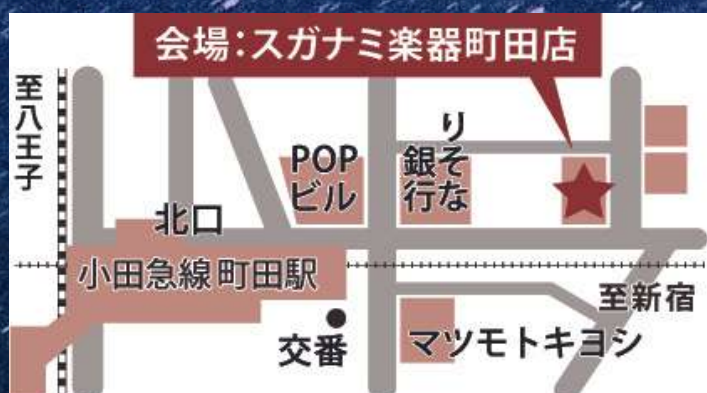 会場：スガナミ楽器町田店
至八王子
POP
ビル
りそな
銀行
北口
小田急線町田駅
至新宿
交番
マツモトキヨシ